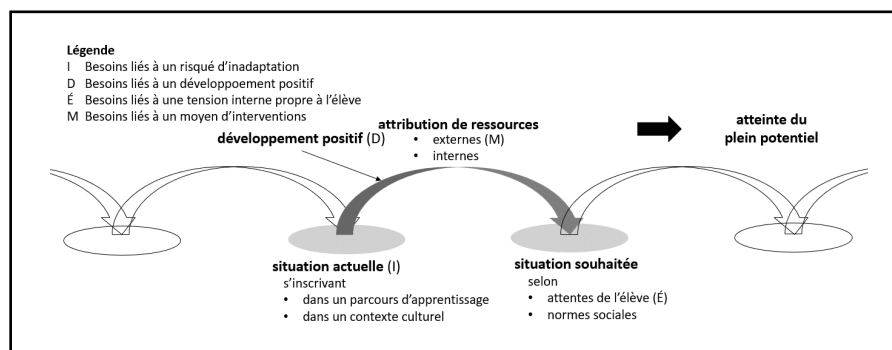 Légende
I Besoins liés à un risqué d'inadaptation
D Besoins liés à un développoement positif
É Besoins liés à une tension interne propre à l'élève
M Besoins liés à un moyen d'interventions
développement positif (D)
attribution de ressources
• externes (M)
• internes
atteinte du
plein potentiel
situation actuelle (I)
s'inscrivant
• dans un parcours d'apprentissage
• dans un contexte culturel
situation souhaitée
selon
• attentes de l'élève (É)
• normes sociales